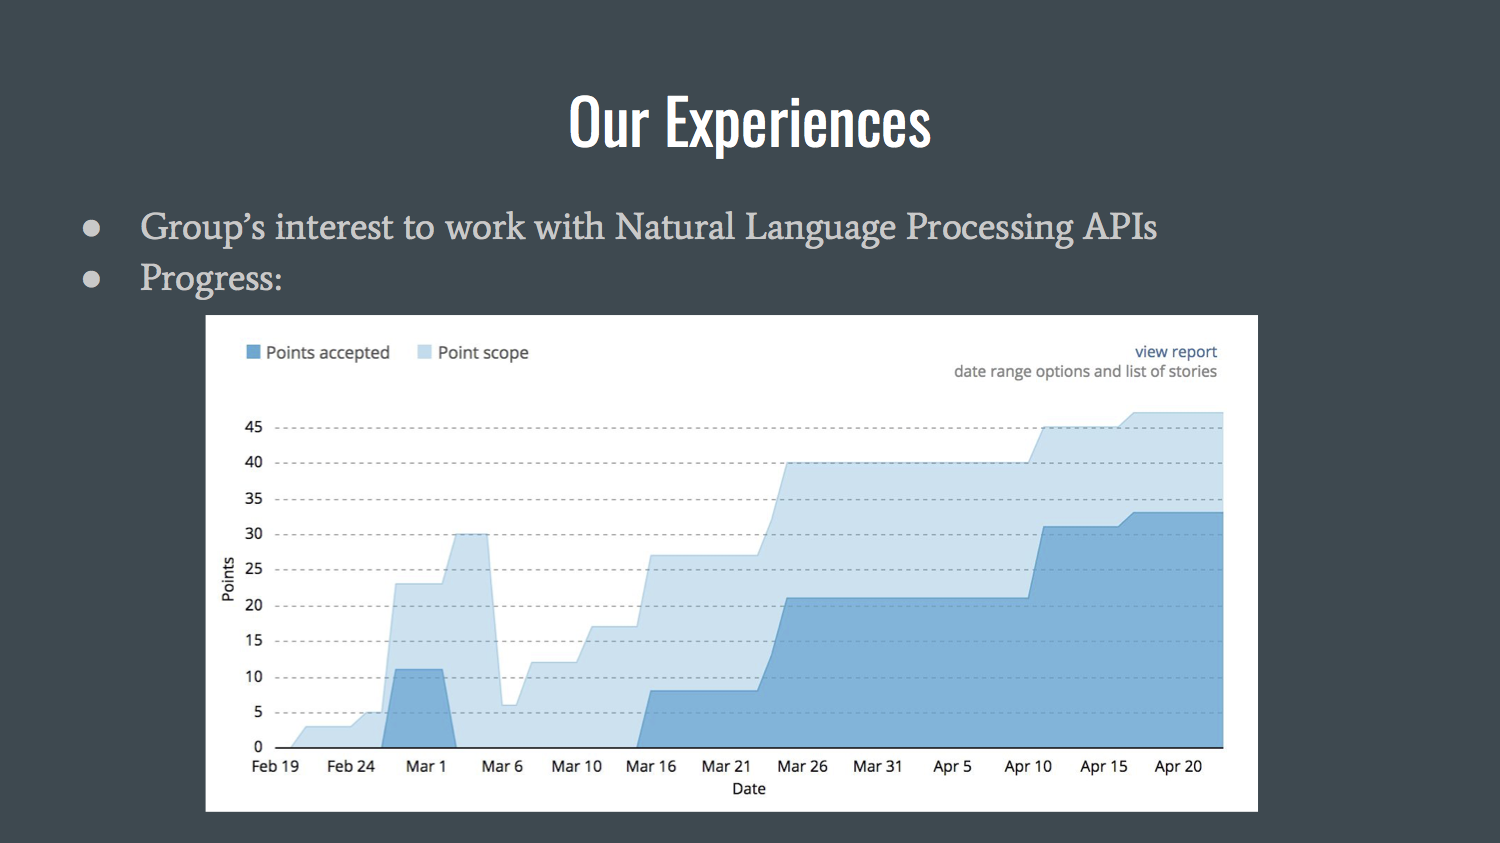 Our Experiences
● Group’s interest to work with Natural Language Processing APIs
● Progress:
Points accepted Point scope
view report
date range options and list of stories
45
40
35
30
25
20
15
10
5
0
Points
Feb 19 Feb 24 Mar 1 Mar 6 Mar 10 Mar 16 Mar 21 Mar 26 Mar 31 Apr 5 Apr 10 Apr 15 Apr 20
Date